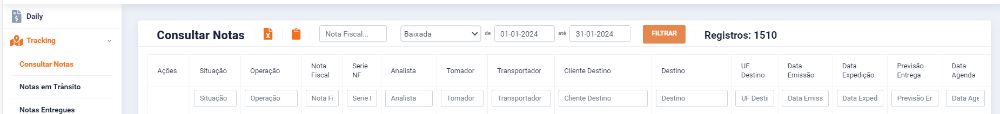 Daily
Tracking
Consultar Notas
Notas em Trânsito
Notas Entregues
Consultar Notas Nota Fiscal... Baixada de 01-01-2024 até 31-01-2024 FILTRAR Registros: 1510
Ações Situação Operação Nota Fiscal Serie NF Analista Tomador Transportador Cliente Destino Destino UF Destino Data Emissão Data Expedição Previsão Entrega Data Agenda
Situação Operação Nota Fi Serie Analista Tomador Transportador Cliente Destino Destino UF Destin Data Emiss Data Exped Previsão En Data Age